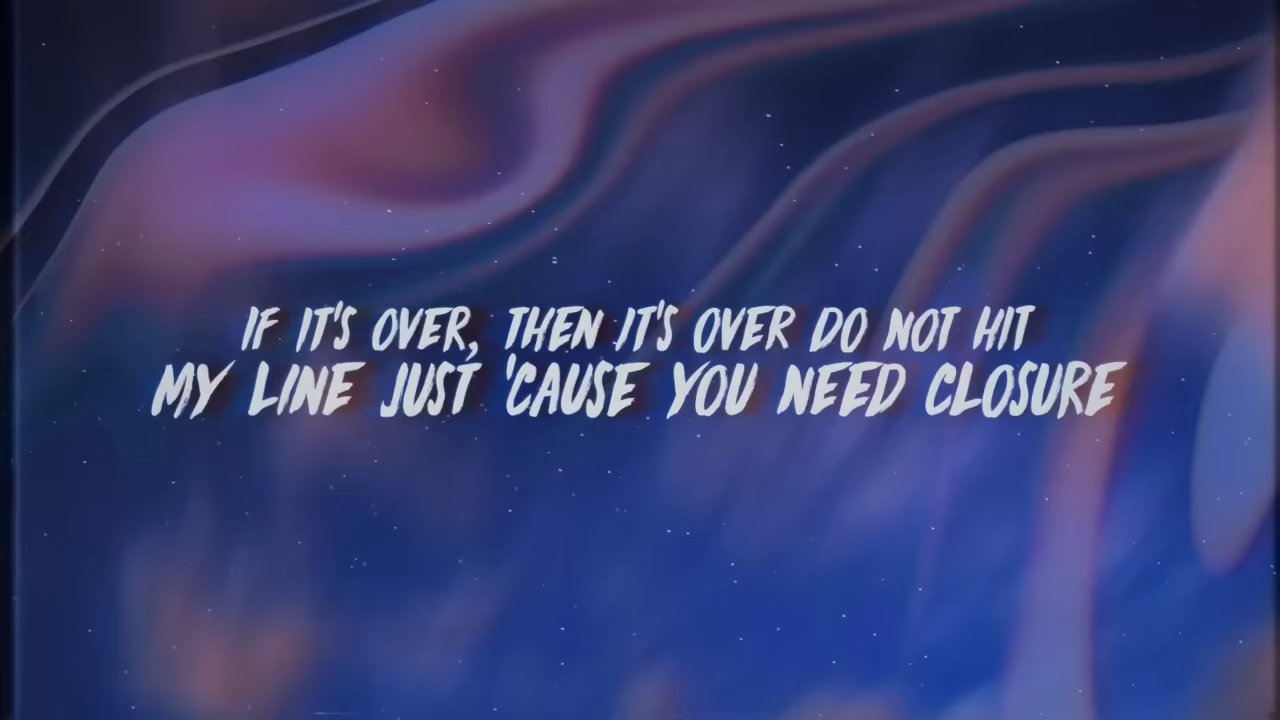 IF IT'S OVER, THEN IT'S OVER DO NOT HIT
MY LINE JUST 'CAUSE YOU NEED CLOSURE